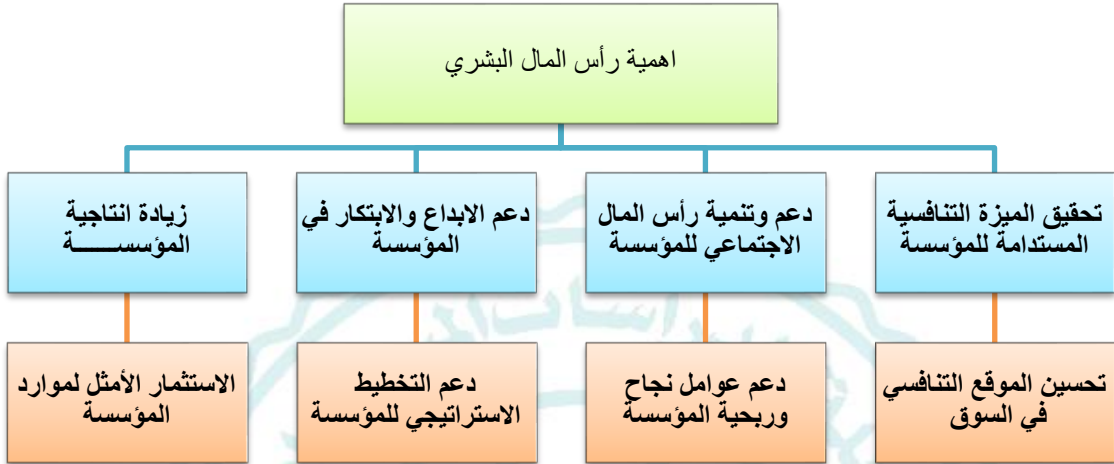 اهمية رأس المال البشري
تحقيق الميزة التنافسية
المستدامة للمؤسسة
دعم وتنمية رأس المال
الاجتماعي للمؤسسة
دعم الابداع والابتكار في
المؤسسة
زيادة انتاجية
المؤسســـــة
تحسين الموقع التنافسي
في السوق
دعم عوامل نجاح
وربحية المؤسسة
دعم التخطيط
الاستراتيجي للمؤسسة
الاستثمار الأمثل لموارد
المؤسسة